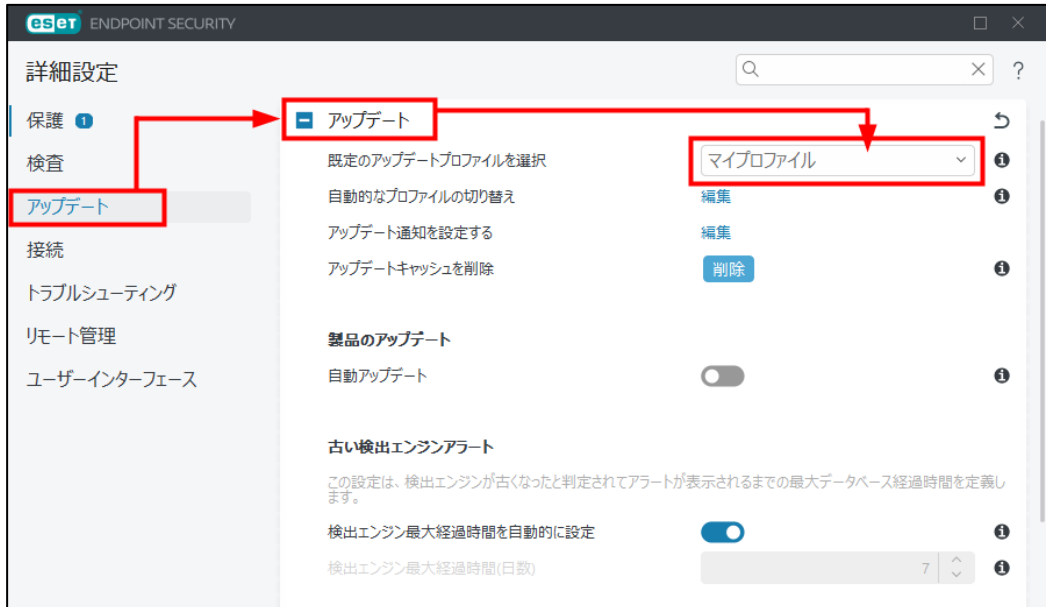 eset ENDPOINT SECURITY
詳細設定
?
保護 1
検査
アップデート
接続
トラブルシューティング
リモート管理
ユーザーインターフェース
アップデート
既定のアップデートプロファイルを選択 マイプロファイル
自動的なプロファイルの切り替え 編集
アップデート通知を設定する 編集
アップデートキャッシュを削除 削除
製品のアップデート
自動アップデート
古い検出エンジンアラート
この設定は、検出エンジンが古くなったと判定されてアラートが表示されるまでの最大データベース経過時間を定義し
ます。
検出エンジン最大経過時間を自動的に設定
検出エンジン最大経過時間(日数) 7